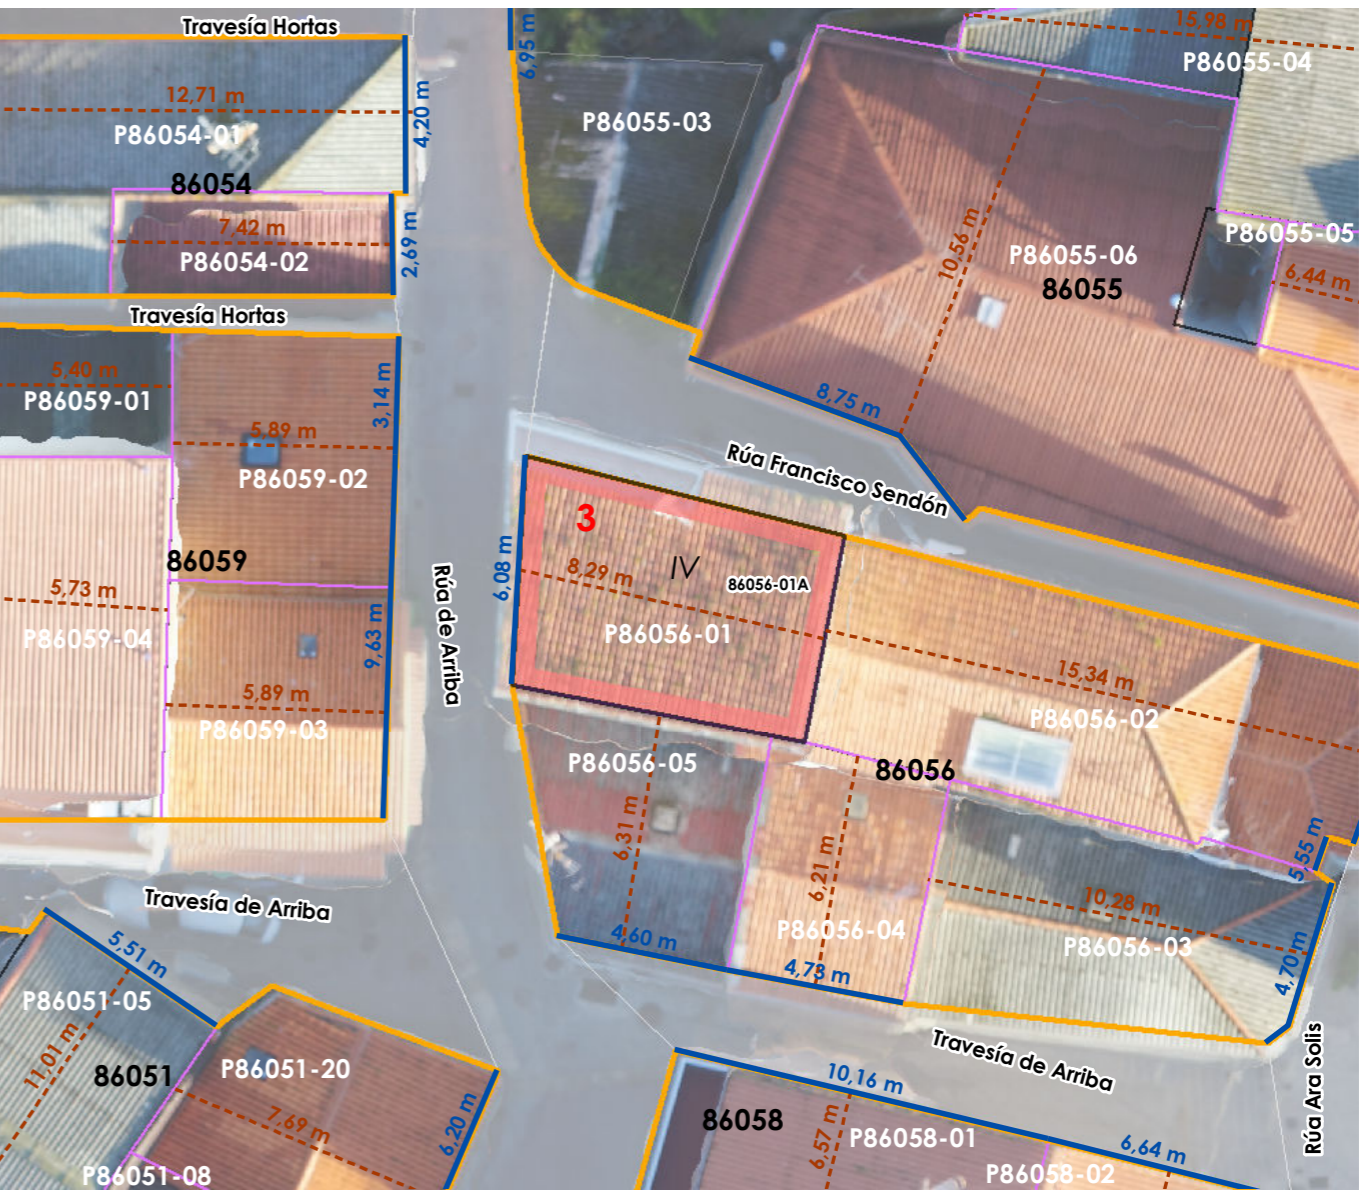 Travesía Hortas
6,95 m
15,98 m
P86055-04
12,71 m
P86054-01
4,20 m
P86055-03
86054
7,42 m
P86054-02
2,69 m
10,56 m
P86055-06
86055
P86055-05
6,44 m
Travesía Hortas
5,40 m
P86059-01
3,14 m
5,89 m
P86059-02
8,75 m
Rúa Francisco Sendón
3
IV
86059
6,08 m
8,29 m
86056-01A
5,73 m
P86059-04
9,63 m
Rúa de Arriba
P86056-01
5,89 m
P86059-03
15,34 m
P86056-02
P86056-05
86056
6,31 m
6,21 m
5,55 m
Travesía de Arriba
10,28 m
4,60 m
P86056-04
P86056-03
4,73 m
4,70 m
5,51 m
P86051-05
11,01 m
86051
P86051-20
7,69 m
6,20 m
P86051-08
Travesía de Arriba
Rúa Ara Solis
10,16 m
86058
6,57 m
P86058-01
6,64 m
P86058-02